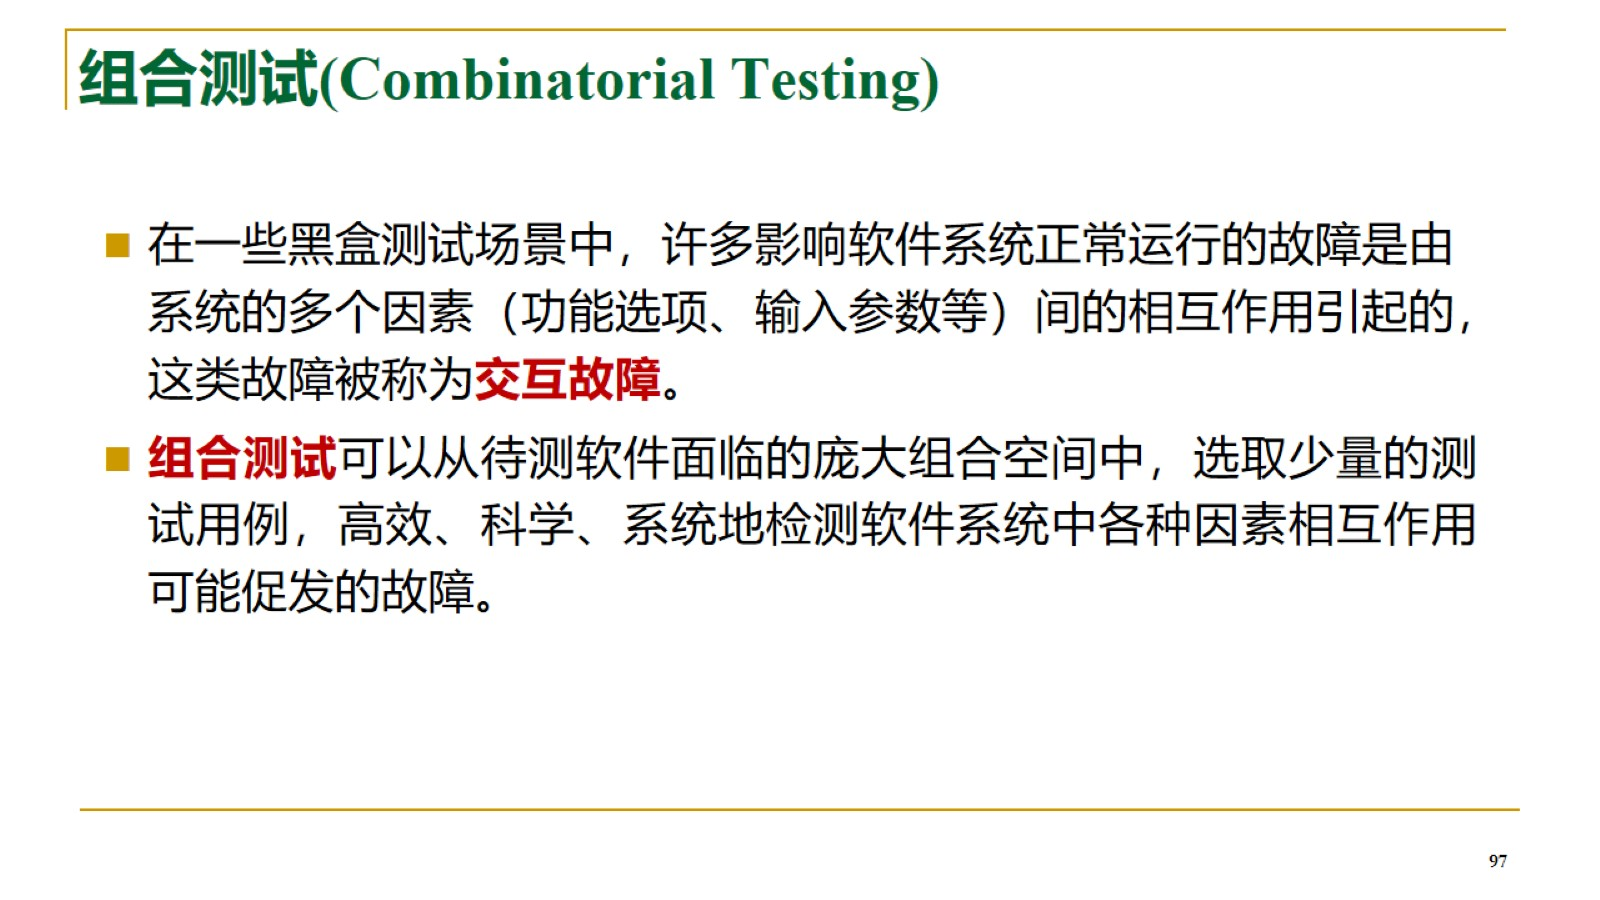 组合测试(Combinatorial Testing)
在一些黑盒测试场景中，许多影响软件系统正常运行的故障是由
系统的多个因素（功能选项、输入参数等）间的相互作用引起的，
这类故障被称为交互故障。
组合测试可以从待测软件面临的庞大组合空间中，选取少量的测
试用例，高效、科学、系统地检测软件系统中各种因素相互作用
可能促发的故障。
97